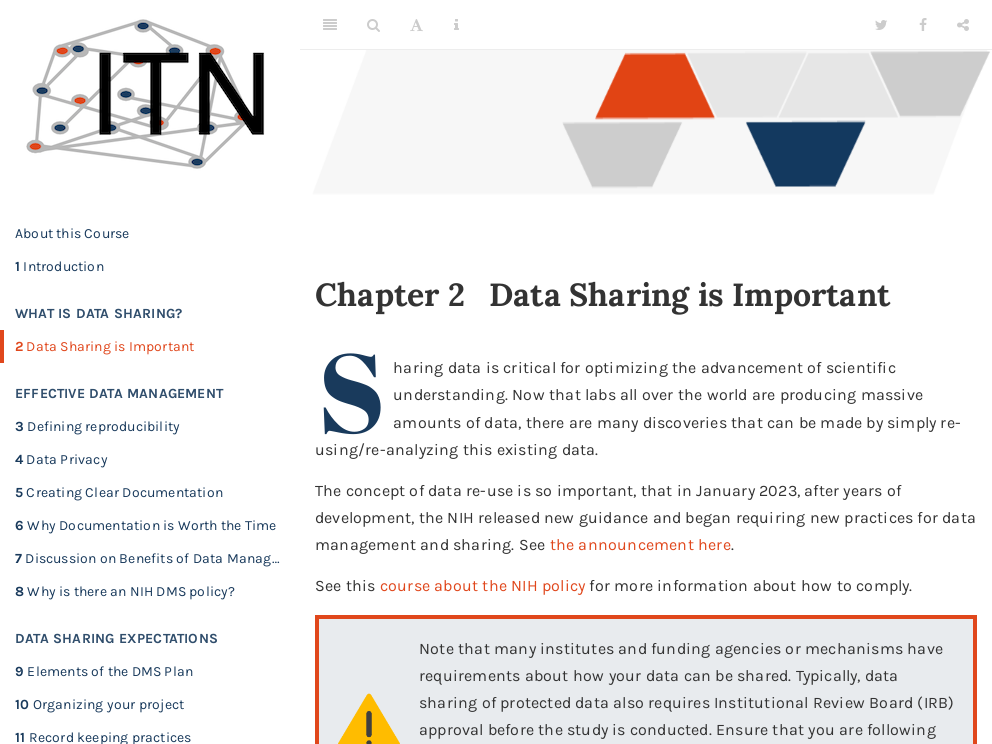 ITN
About this Course
1 Introduction
WHAT IS DATA SHARING?
2 Data Sharing is Important
EFFECTIVE DATA MANAGEMENT
3 Defining reproducibility
4 Data Privacy
5 Creating Clear Documentation
6 Why Documentation is Worth the Time
7 Discussion on Benefits of Data Manag...
8 Why is there an NIH DMS policy?
DATA SHARING EXPECTATIONS
9 Elements of the DMS Plan
10 Organizing your project
11 Record keeping practices
A
Chapter 2 Data Sharing is Important
Sharing data is critical for optimizing the advancement of scientific
understanding. Now that labs all over the world are producing massive
amounts of data, there are many discoveries that can be made by simply re-
using/re-analyzing this existing data.
The concept of data re-use is so important, that in January 2023, after years of
development, the NIH released new guidance and began requiring new practices for data
management and sharing. See the announcement here.
See this course about the NIH policy for more information about how to comply.
Note that many institutes and funding agencies or mechanisms have
requirements about how your data can be shared. Typically, data
sharing of protected data also requires Institutional Review Board (IRB)
approval before the study is conducted. Ensure that you are following